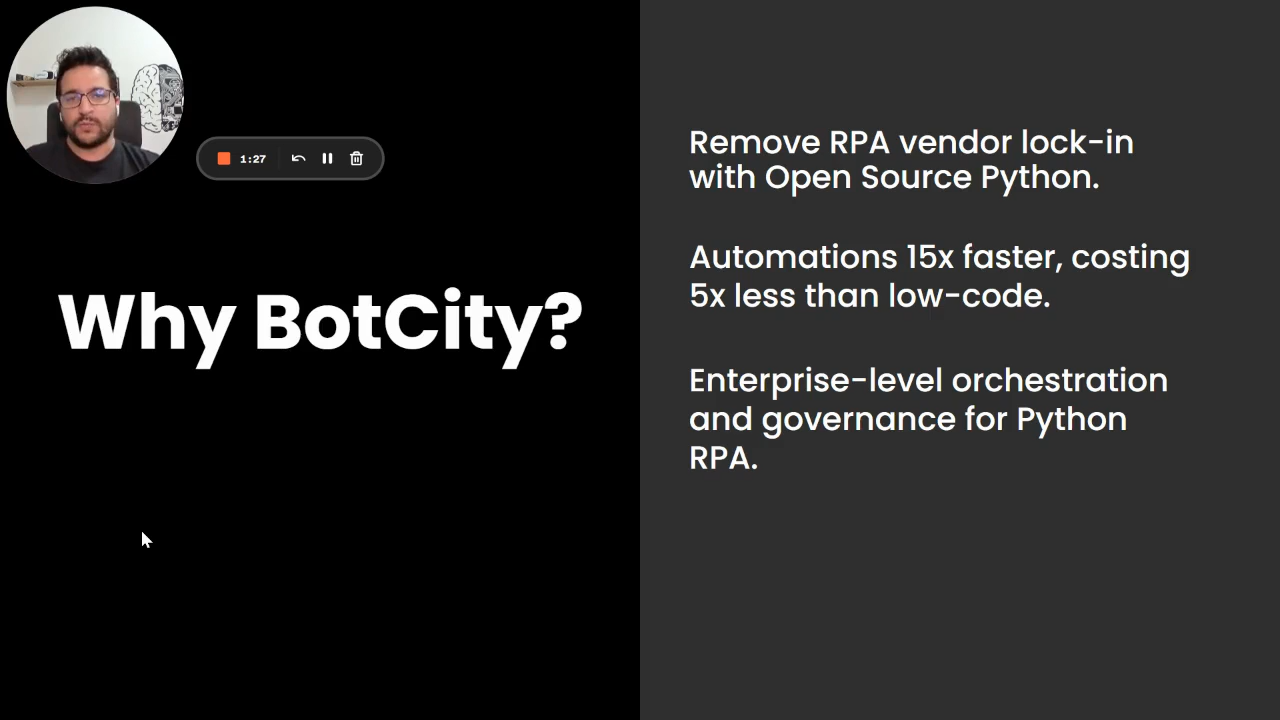 1:27
Why BotCity?
Remove RPA vendor lock-in
with Open Source Python.
Automations 15x faster, costing
5x less than low-code.
Enterprise-level orchestration
and governance for Python
RPA.